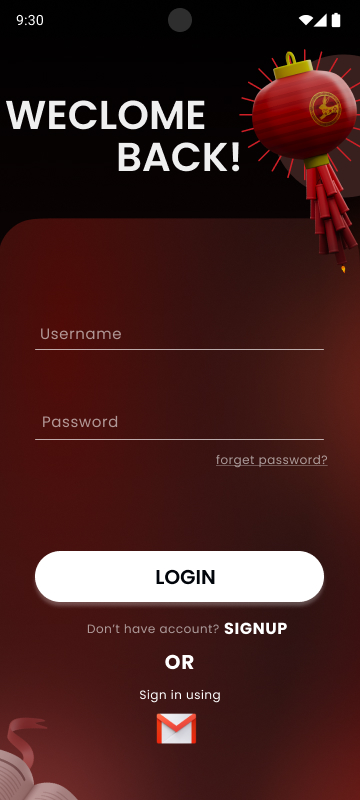 9:30
WECLOME
BACK!
Username
Password
forget password?
LOGIN
Don't have account? SIGNUP
OR
Sign in using